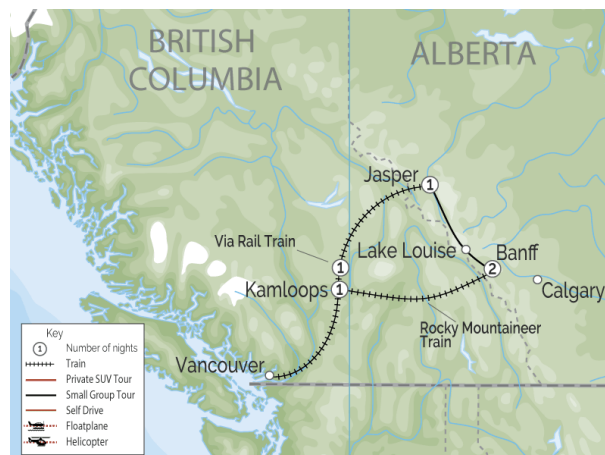 BRITISH
COLUMBIA
ALBERTA
Jasper
1
Via Rail Train
1
Lake Louise
Banff
2
Kamloops
1
Calgary
Rocky Mountaineer
Train
Vancouver
Key
1 Number of nights
Train
Private SUV Tour
Small Group Tour
Self Drive
Floatplane
Helicopter